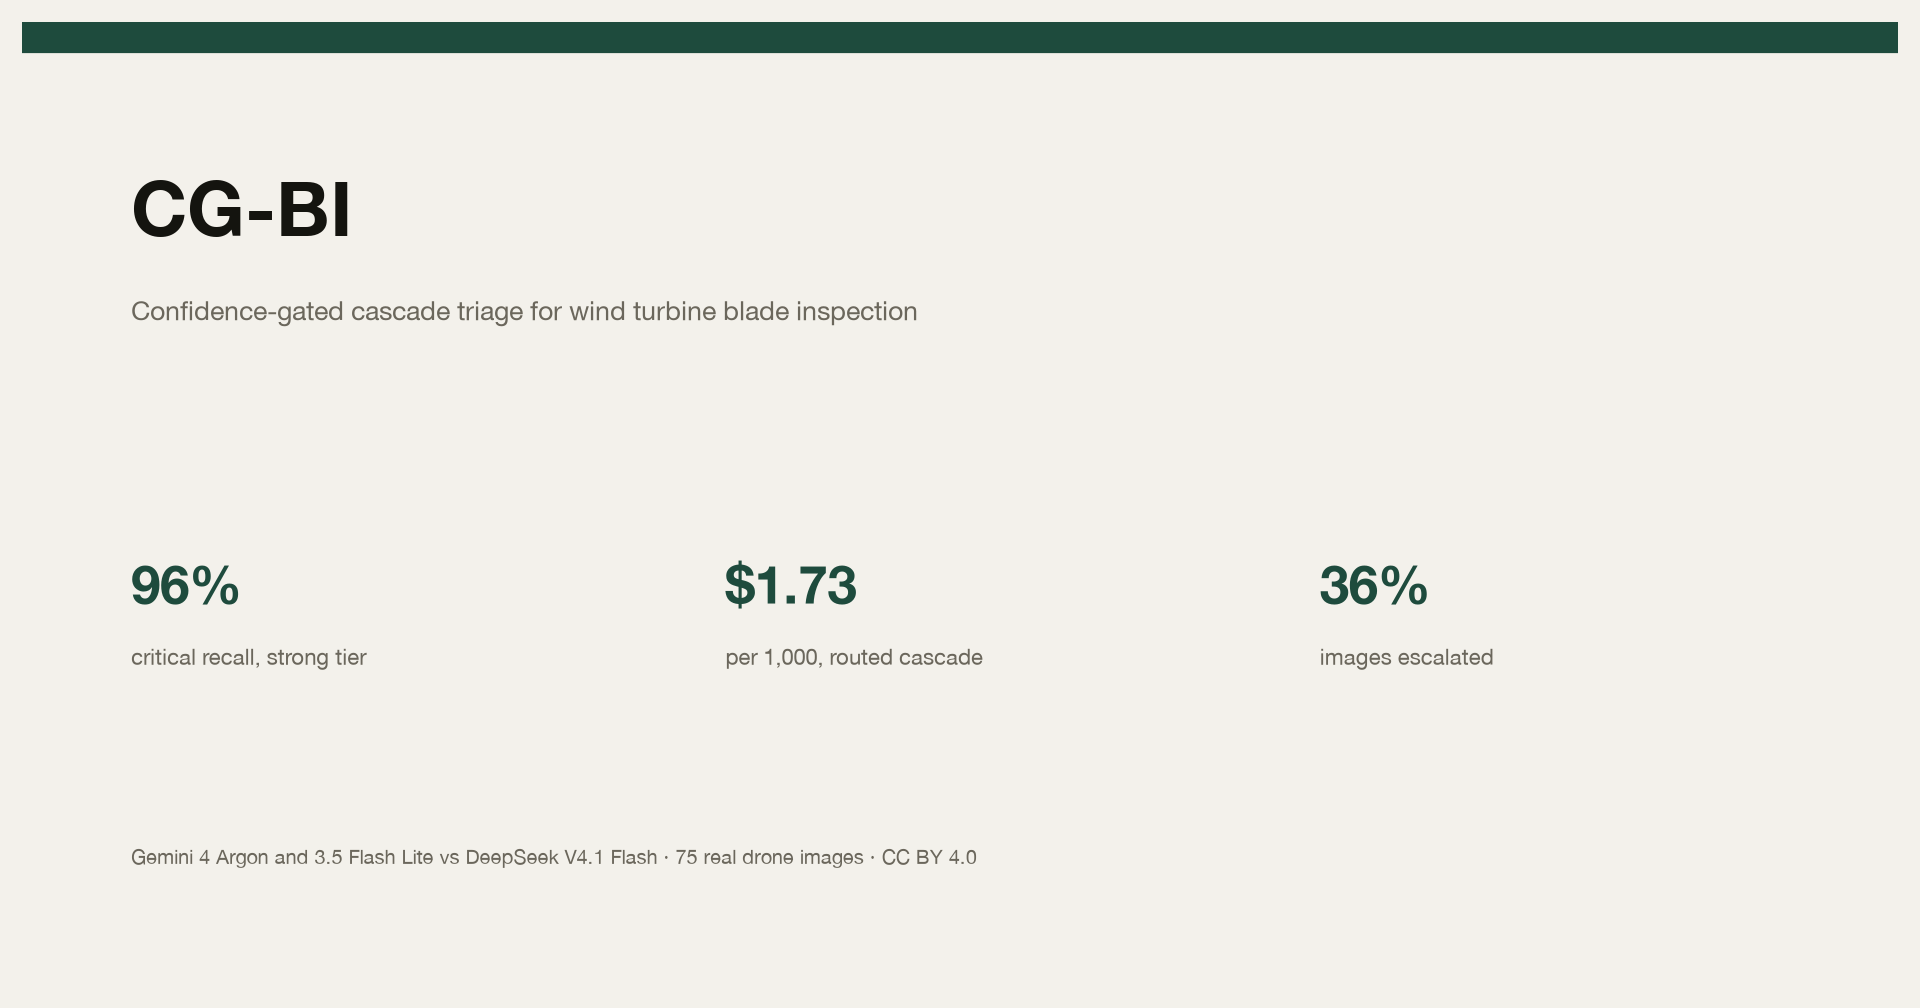 CG-BI
Confidence-gated cascade triage for wind turbine blade inspection
96%
critical recall, strong tier
$1.73
per 1,000, routed cascade
36%
images escalated
Gemini 4 Argon and 3.5 Flash Lite vs DeepSeek V4.1 Flash · 75 real drone images · CC BY 4.0